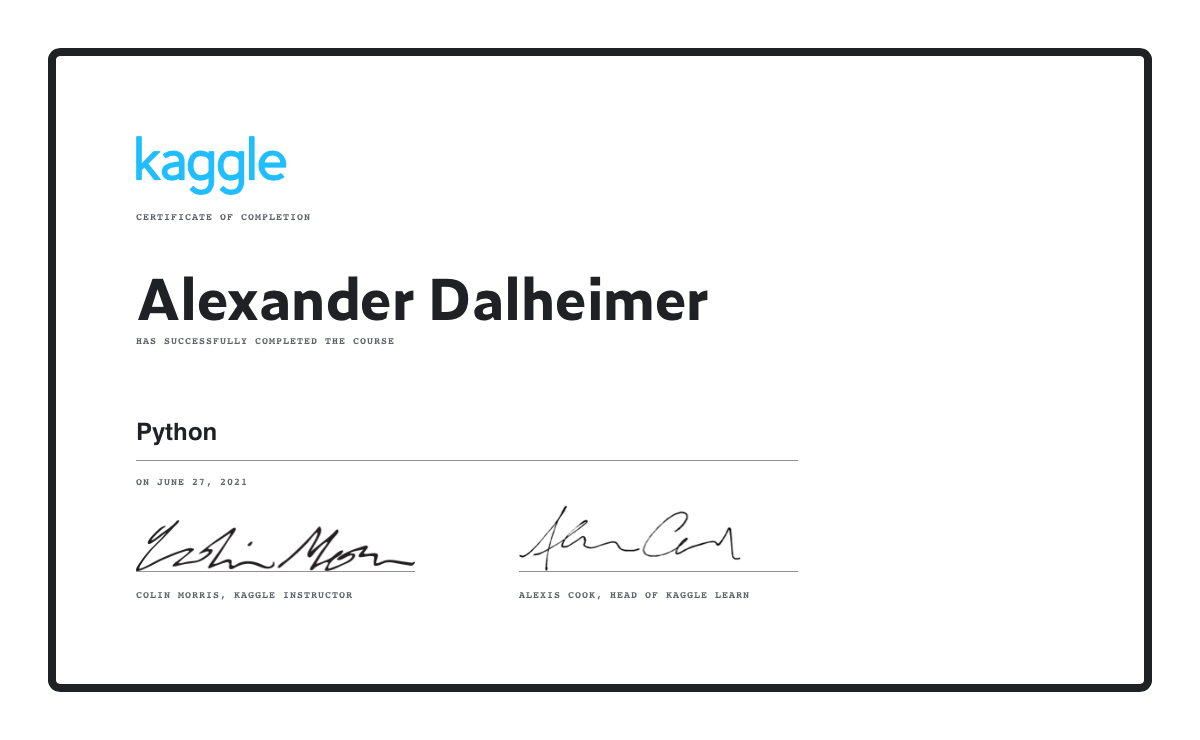 kaggle
CERTIFICATE OF COMPLETION
Alexander Dalheimer
HAS SUCCESSFULLY COMPLETED THE COURSE
Python
ON JUNE 27, 2021
Colin Morris
Alexis Cook
COLIN MORRIS, KAGGLE INSTRUCTOR
ALEXIS COOK, HEAD OF KAGGLE LEARN